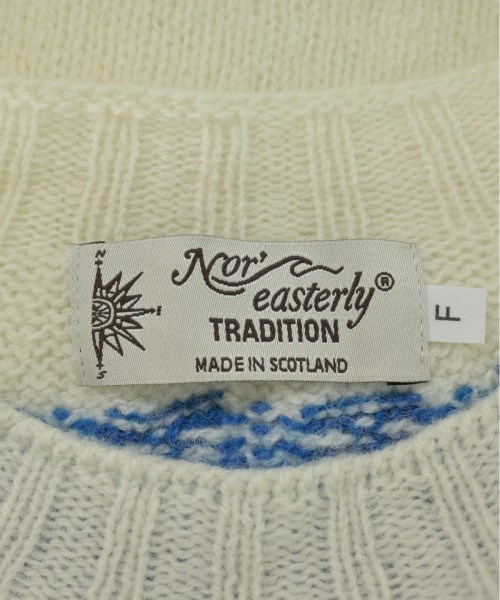 Nor'
easterly®
TRADITION
MADE IN SCOTLAND
N
E
S
F